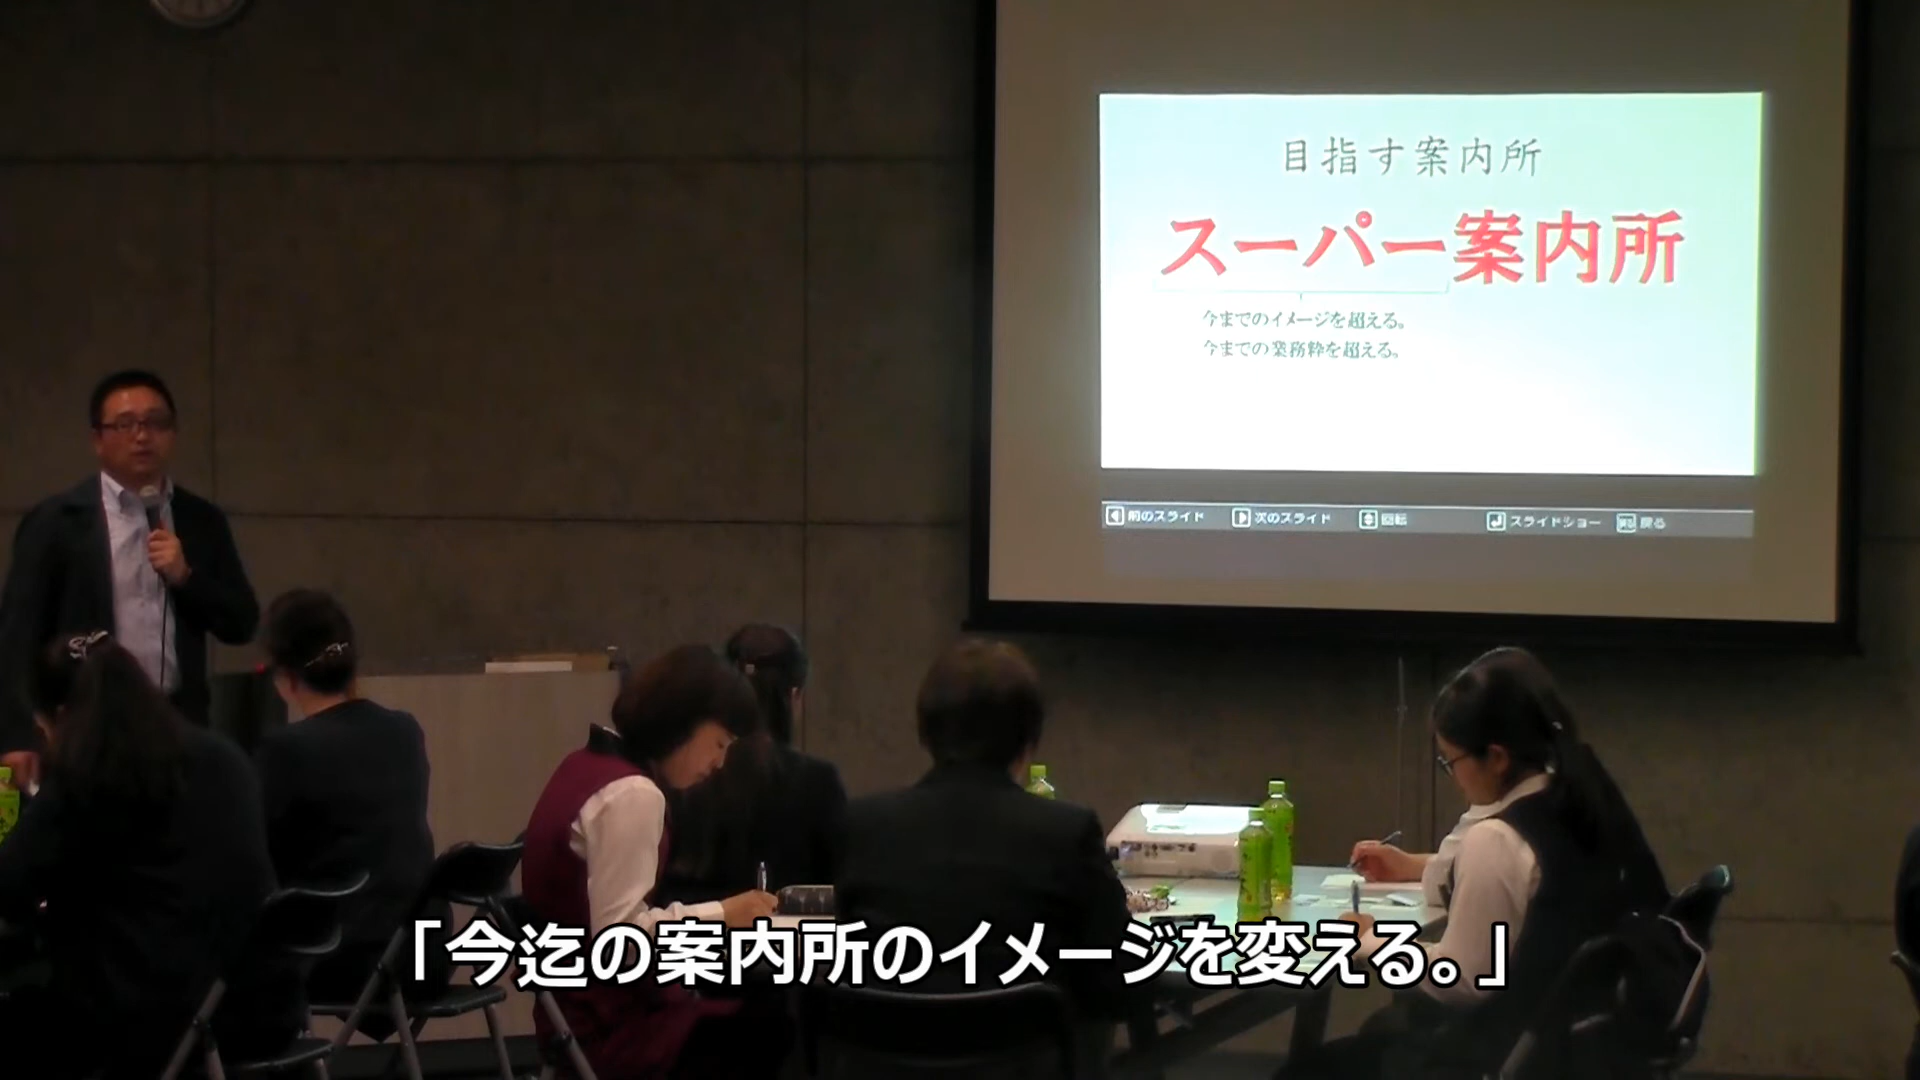 目指す案内所
スーパー案内所
今までのイメージを超える。
今までの業務粋を超える。
前のスライド 次のスライド 回転 スライドショー 戻る
「今迄の案内所のイメージを変える。」